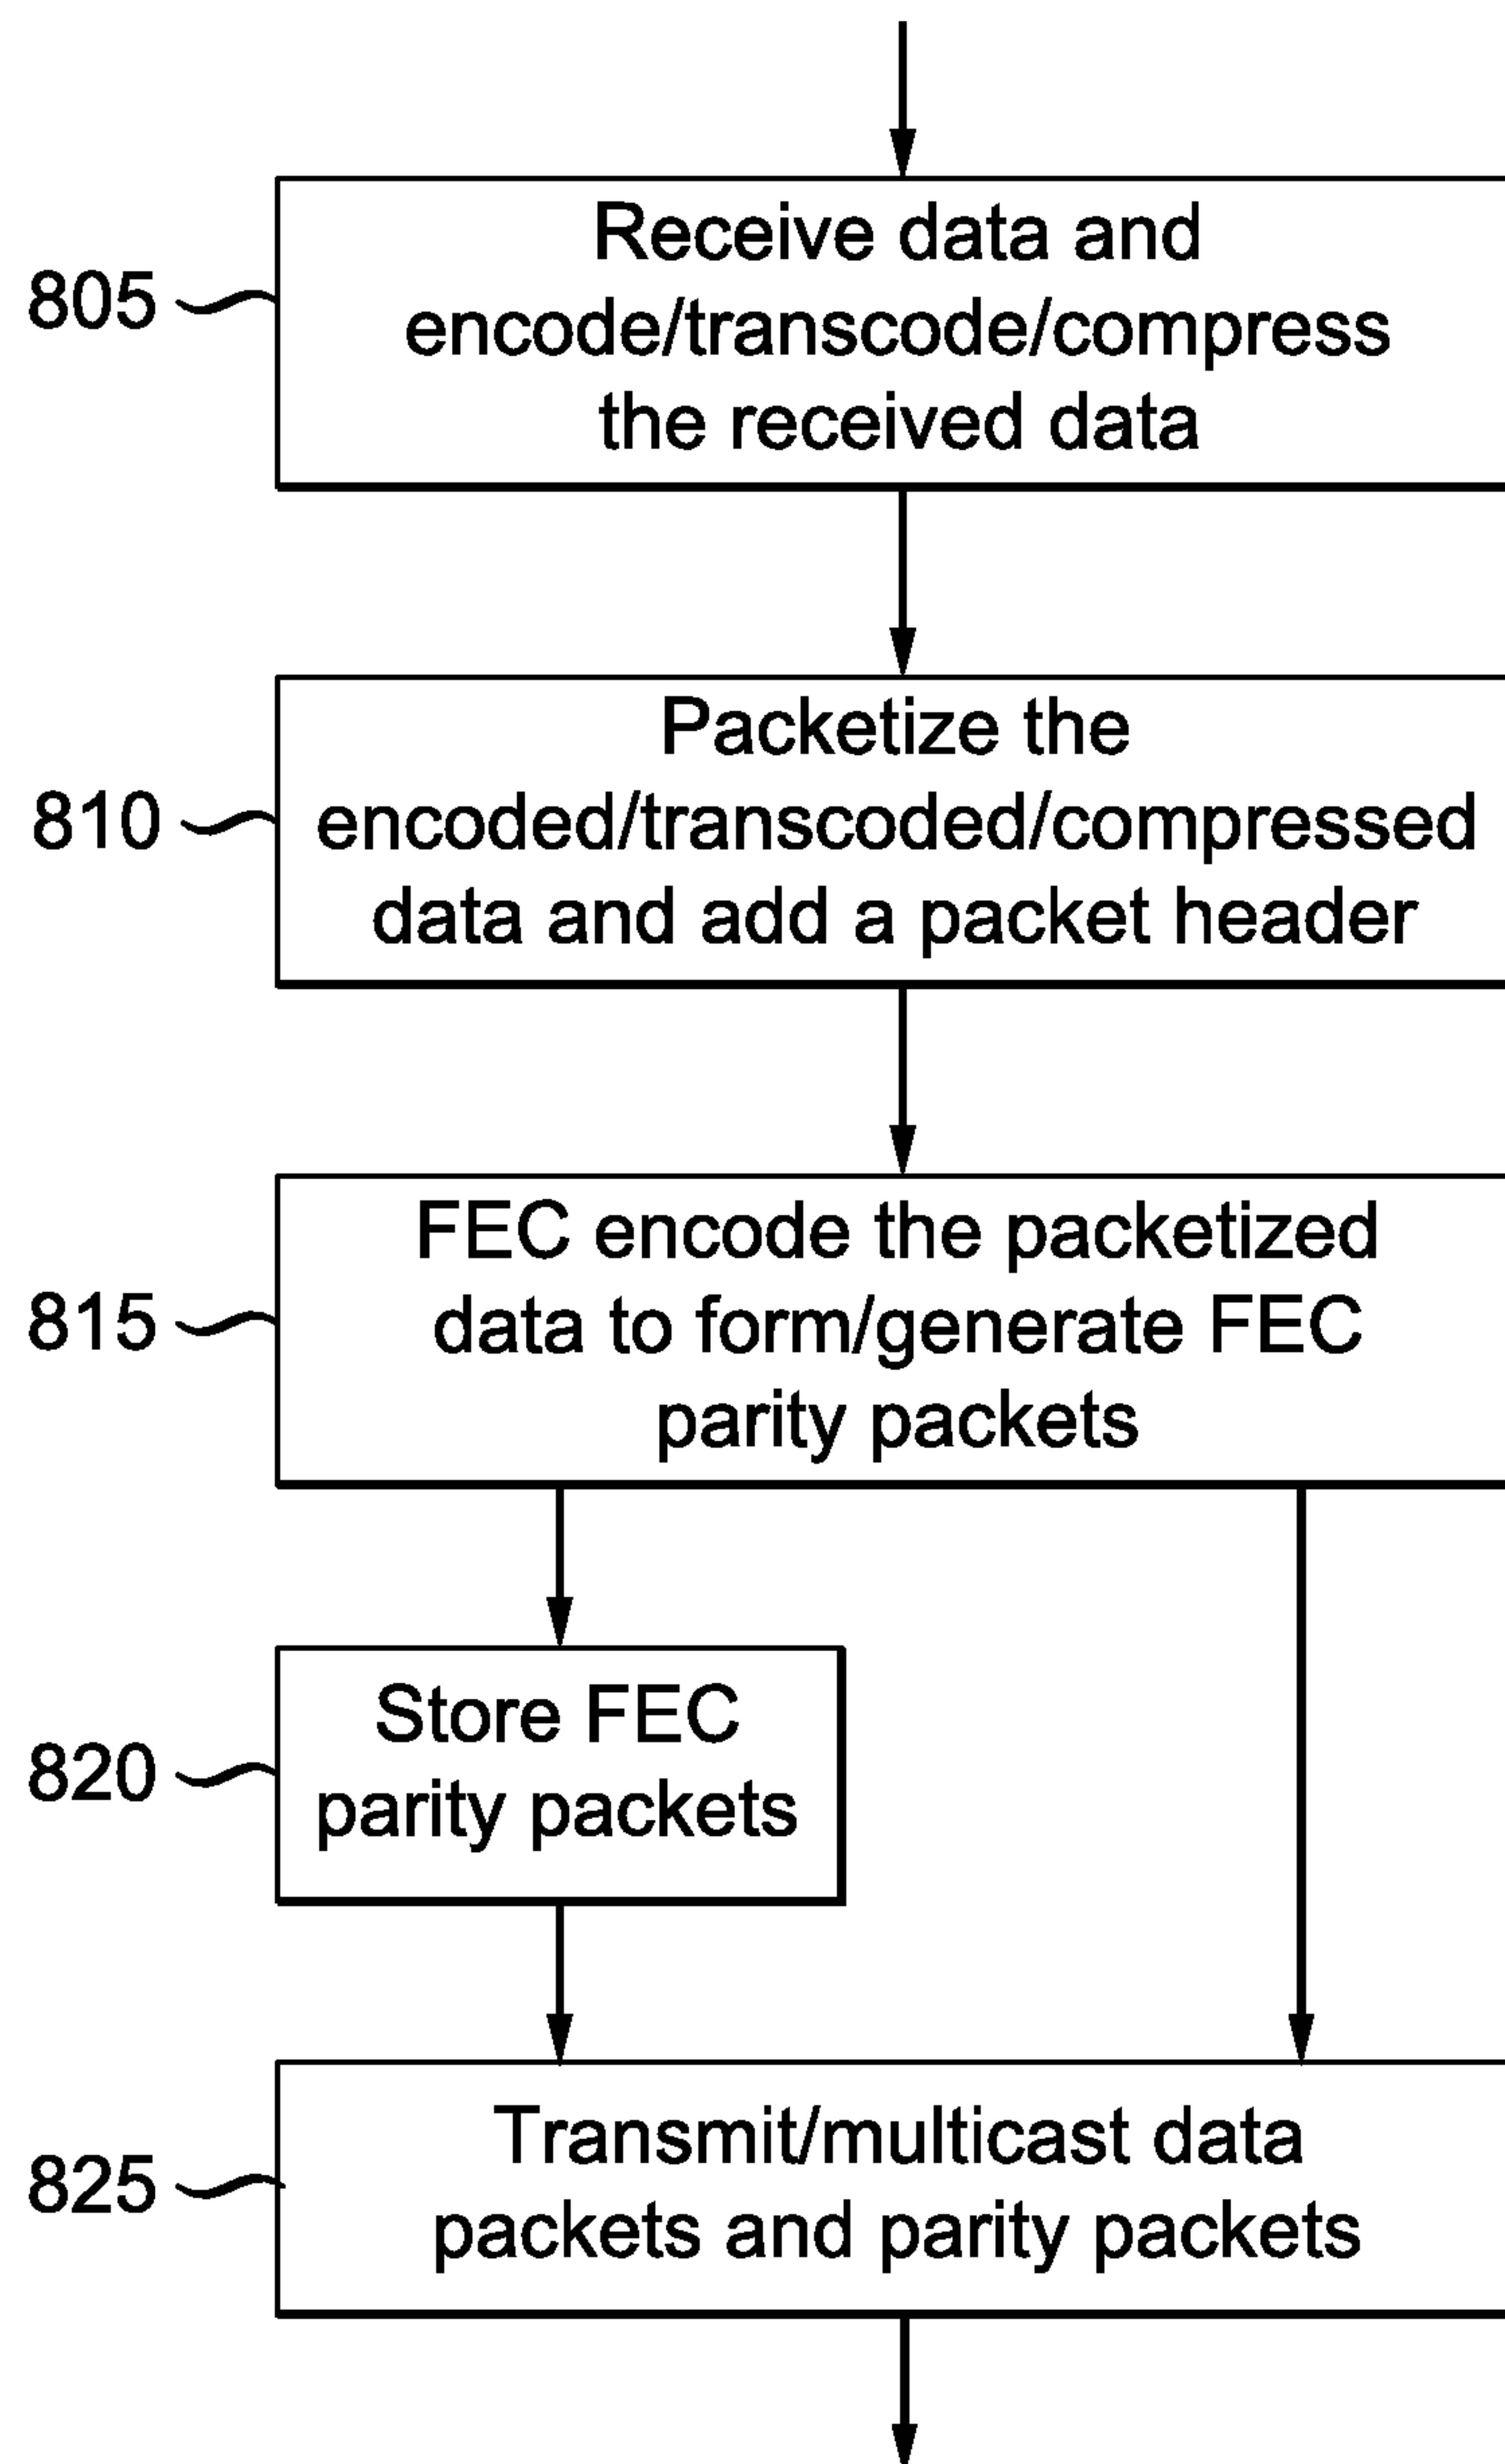 Receive data and
805
encode/transcode/compress
the received data
Packetize the
810
encoded/transcoded/compressed
data and add a packet header
FEC encode the packetized
815
data to form/generate FEC
parity packets
Store FEC
820
parity packets
Transmit/multicast data
825
packets and parity packets